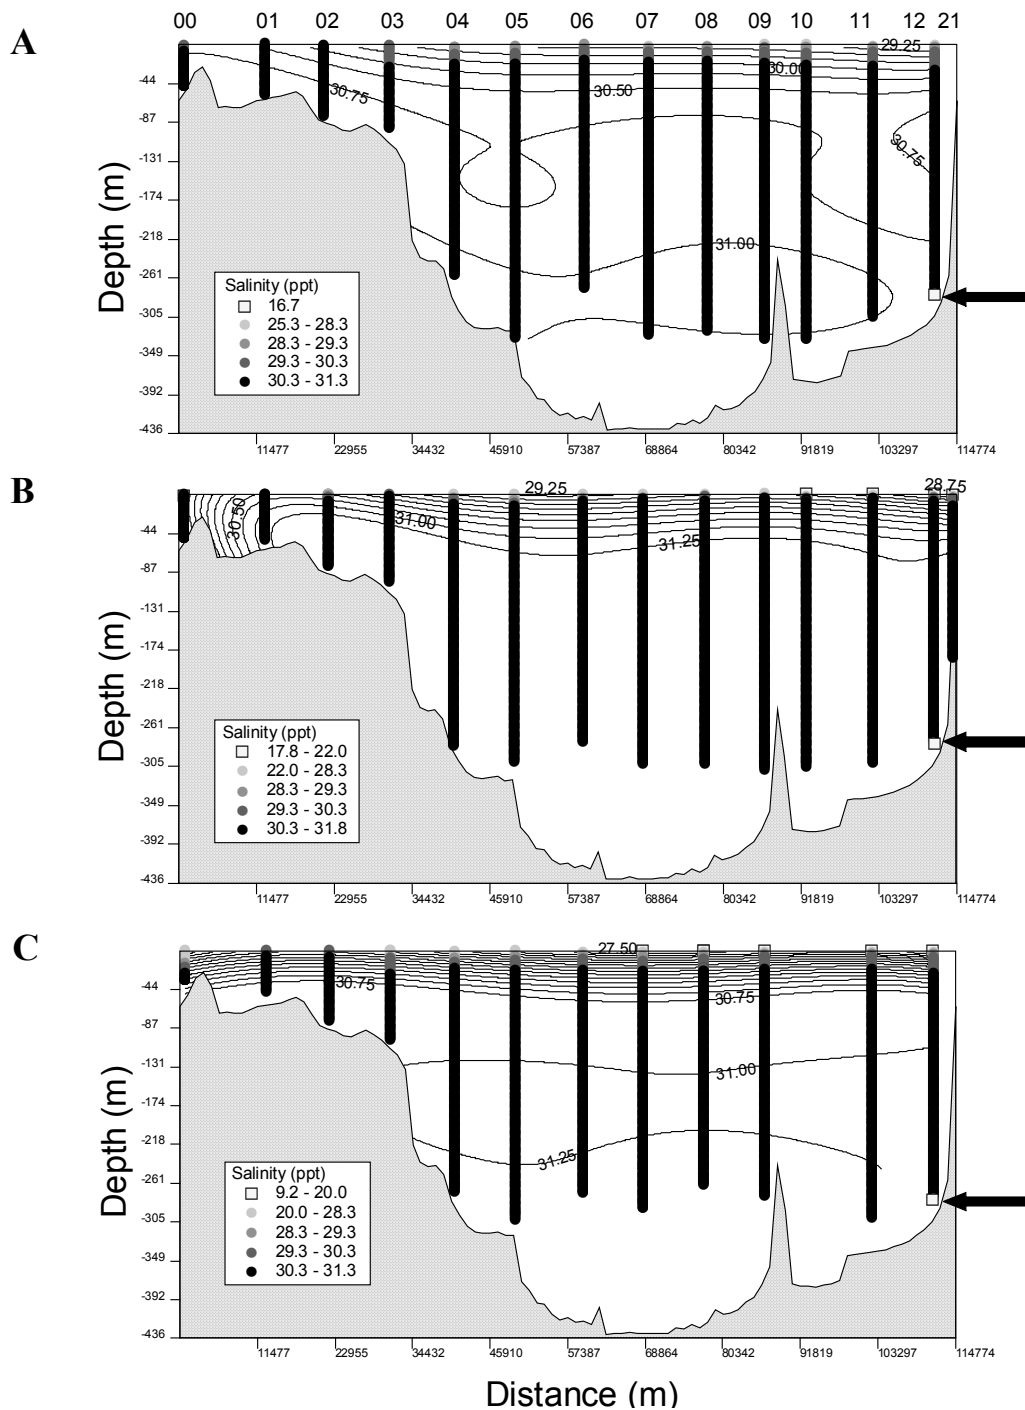 00 01 02 03 04 05 06 07 08 09 10 11 12 21
A
29.25
30.00
30.75
30.50
30.75
31.00
Depth (m)
-44
-87
-131
-174
-218
-261
-305
-349
-392
-436
Salinity (ppt)
16.7
25.3 - 28.3
28.3 - 29.3
29.3 - 30.3
30.3 - 31.3
11477 22955 34432 45910 57387 68864 80342 91819 103297 114774
B
29.25
28.75
30.50
31.00
31.25
Depth (m)
-44
-87
-131
-174
-218
-261
-305
-349
-392
-436
Salinity (ppt)
17.8 - 22.0
22.0 - 28.3
28.3 - 29.3
29.3 - 30.3
30.3 - 31.8
11477 22955 34432 45910 57387 68864 80342 91819 103297 114774
C
27.50
30.75
30.75
31.00
31.25
Depth (m)
-44
-87
-131
-174
-218
-261
-305
-349
-392
-436
Salinity (ppt)
9.2 - 20.0
20.0 - 28.3
28.3 - 29.3
29.3 - 30.3
30.3 - 31.3
11477 22955 34432 45910 57387 68864 80342 91819 103297 114774
Distance (m)